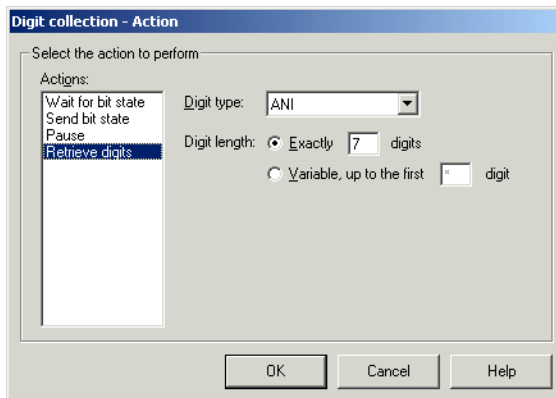 Digit collection - Action
Select the action to perform
Actions:
Wait for bit state
Send bit state
Pause
Retrieve digits
Digit type: ANI
Digit length: Exactly 7 digits
Variable, up to the first * digit
OK Cancel Help